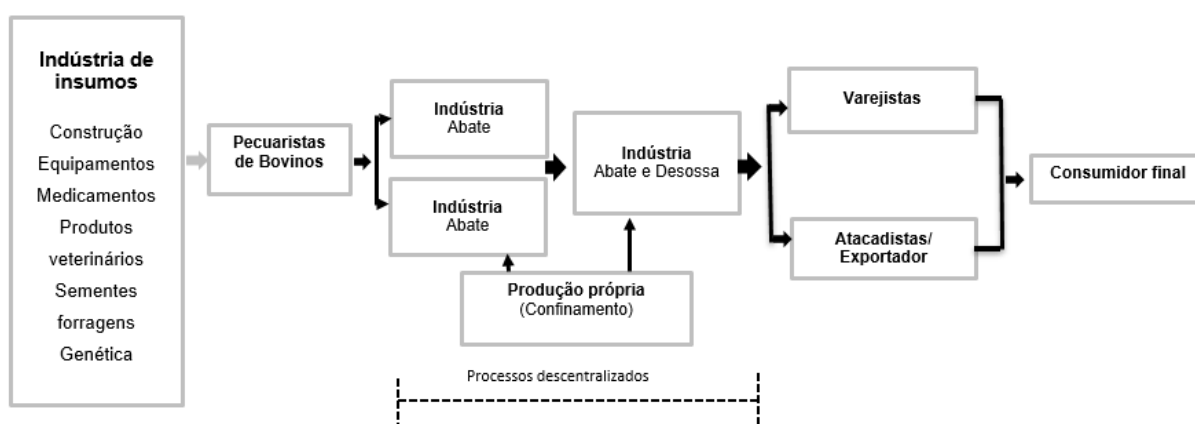 Indústria de
insumos
Construção
Equipamentos
Medicamentos
Produtos
veterinários
Sementes
forragens
Genética
Pecuaristas
de Bovinos
Indústria
Abate
Indústria
Abate
Indústria
Abate e Desossa
Produção própria
(Confinamento)
Varejistas
Atacadistas/
Exportador
Consumidor final
Processos descentralizados